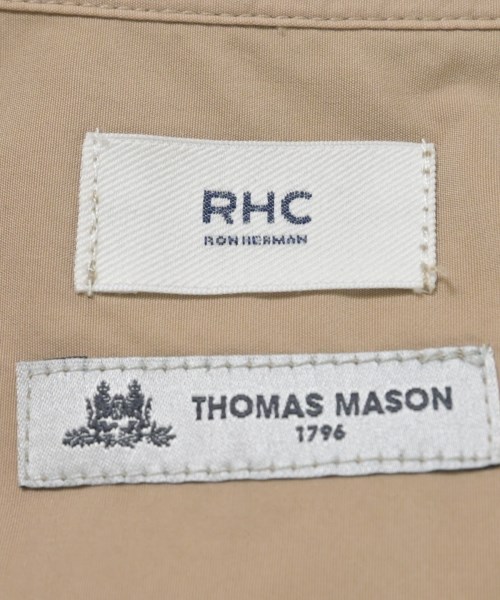 RHC
RON HERMAN
THOMAS MASON
1796